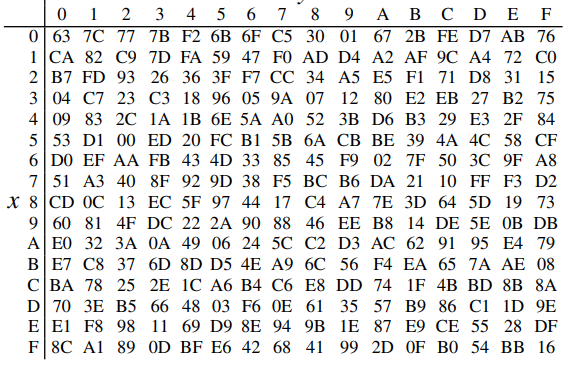 0 1 2 3 4 5 6 7 8 9 A B C D E F
0 63 7C 77 7B F2 6B 6F C5 30 01 67 2B FE D7 AB 76
1 CA 82 C9 7D FA 59 47 F0 AD D4 A2 AF 9C A4 72 C0
2 B7 FD 93 26 36 3F F7 CC 34 A5 E5 F1 71 D8 31 15
3 04 C7 23 C3 18 96 05 9A 07 12 80 E2 EB 27 B2 75
4 09 83 2C 1A 1B 6E 5A A0 52 3B D6 B3 29 E3 2F 84
5 53 D1 00 ED 20 FC B1 5B 6A CB BE 39 4A 4C 58 CF
6 D0 EF AA FB 43 4D 33 85 45 F9 02 7F 50 3C 9F A8
7 51 A3 40 8F 92 9D 38 F5 BC B6 DA 21 10 FF F3 D2
x 8 CD 0C 13 EC 5F 97 44 17 C4 A7 7E 3D 64 5D 19 73
9 60 81 4F DC 22 2A 90 88 46 EE B8 14 DE 5E 0B DB
A E0 32 3A 0A 49 06 24 5C C2 D3 AC 62 91 95 E4 79
B E7 C8 37 6D 8D D5 4E A9 6C 56 F4 EA 65 7A AE 08
C BA 78 25 2E 1C A6 B4 C6 E8 DD 74 1F 4B BD 8B 8A
D 70 3E B5 66 48 03 F6 0E 61 35 57 B9 86 C1 1D 9E
E E1 F8 98 11 69 D9 8E 94 9B 1E 87 E9 CE 55 28 DF
F 8C A1 89 0D BF E6 42 68 41 99 2D 0F B0 54 BB 16